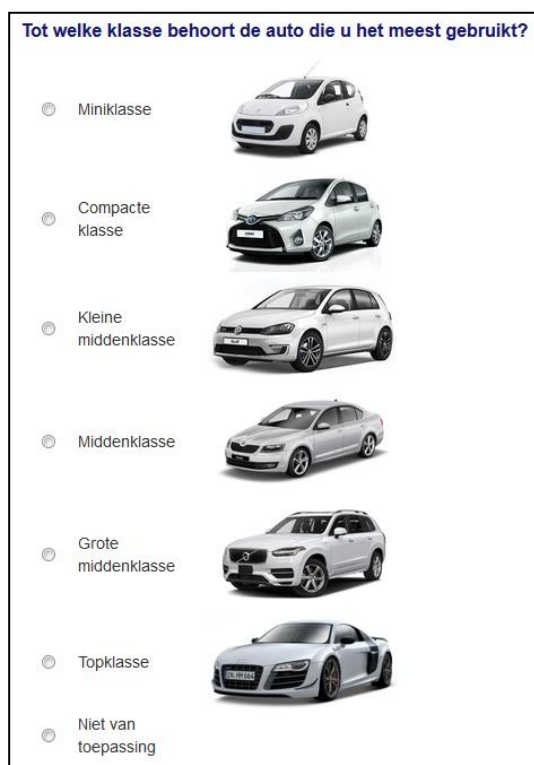 Tot welke klasse behoort de auto die u het meest gebruikt?
Miniklasse
Compacte
klasse
Kleine
middenklasse
Middenklasse
Grote
middenklasse
Topklasse
Niet van
toepassing